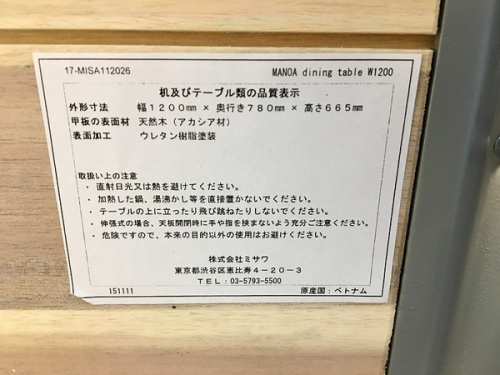 17-MISA112026 MANOA dining table W1200
机及びテーブル類の品質表示
外形寸法 幅1200mm × 奥行き780mm × 高さ665mm
甲板の表面材 天然木（アカシア材）
表面加工 ウレタン樹脂塗装
取扱い上の注意
・直射日光又は熱を避けてください。
・加熱した鍋、湯沸かし等を直接置かないでください。
・テーブルの上に立ったり飛び跳ねたりしないでください。
・伸張式の場合、天板開閉時に手や指を挟まないよう充分ご注意ください。
・危険ですので、本来の目的以外の使用はお避けください。
株式会社ミサワ
東京都渋谷区恵比寿4－20－3
TEL：03-5793-5500
151111 原産国：ベトナム